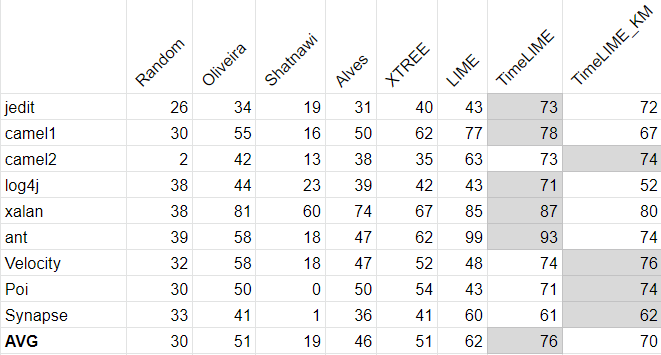 Random Oliveira Shatnawi Alves XTREE LIME TimeLIME TimeLIME_KM
jedit 26 34 19 31 40 43 73 72
camel1 30 55 16 50 62 77 78 67
camel2 2 42 13 38 35 63 73 74
log4j 38 44 23 39 42 43 71 52
xalan 38 81 60 74 67 85 87 80
ant 39 58 18 47 62 99 93 74
Velocity 32 58 18 47 52 48 74 76
Poi 30 50 0 50 54 43 71 74
Synapse 33 41 1 36 41 60 61 62
AVG 30 51 19 46 51 62 76 70